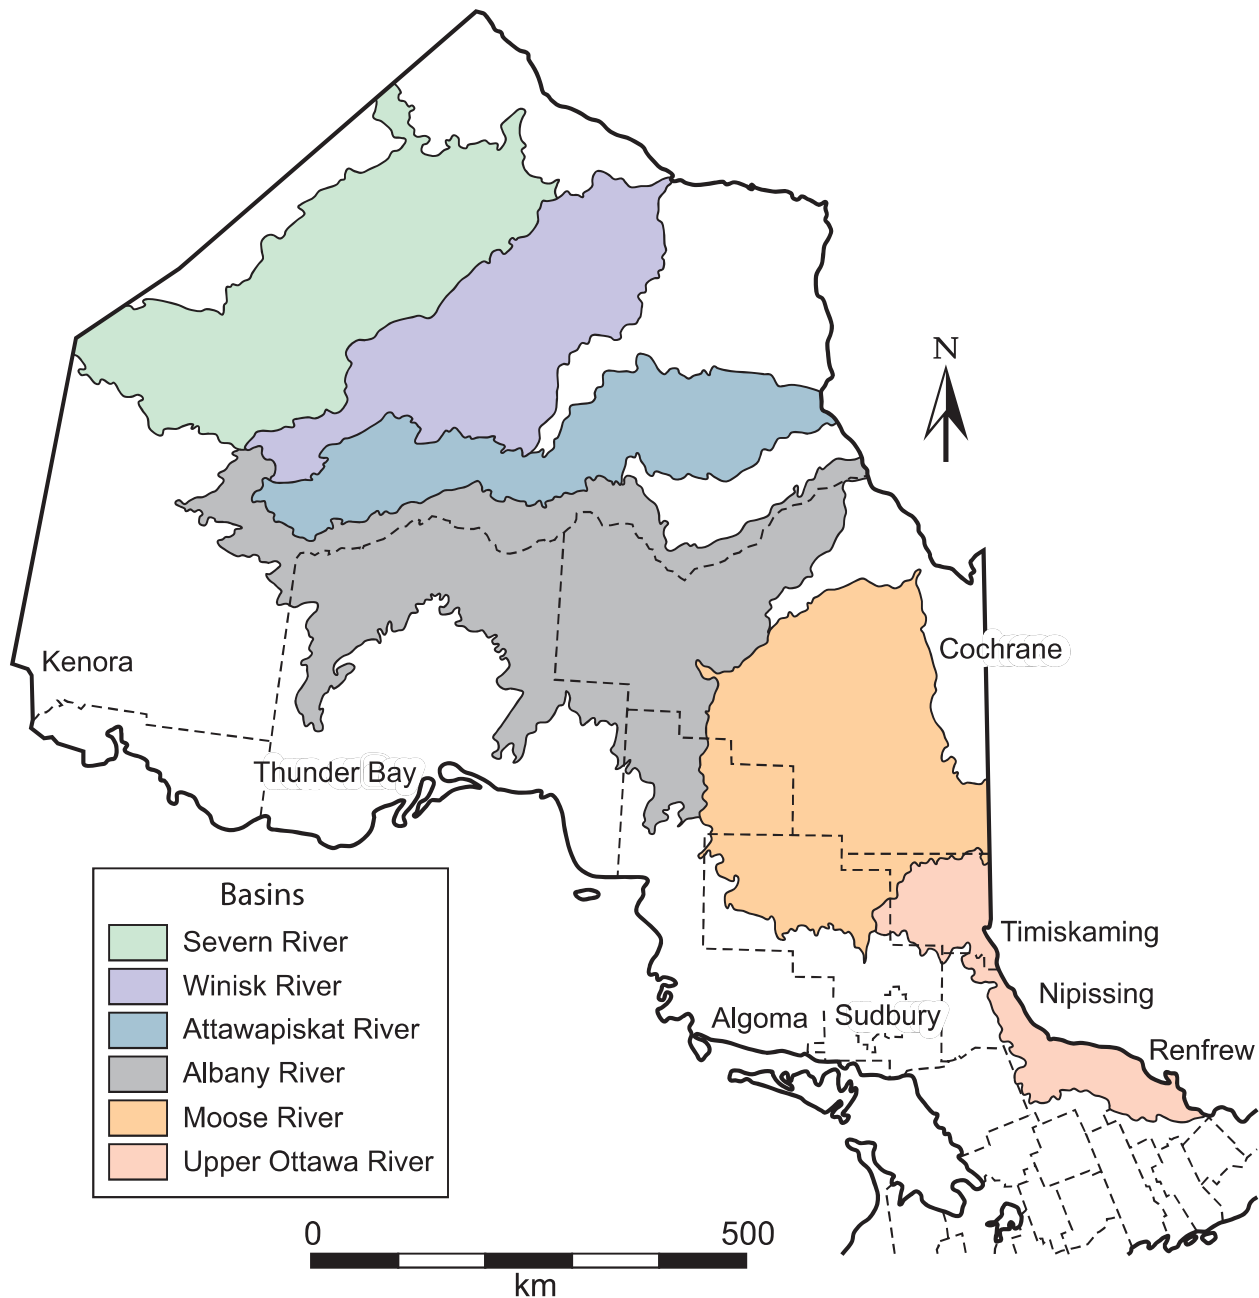 N
Cochrane
Kenora
Thunder Bay
Timiskaming
Nipissing
Algoma
Sudbury
Renfrew
Basins
Severn River
Winisk River
Attawapiskat River
Albany River
Moose River
Upper Ottawa River
0 500
km